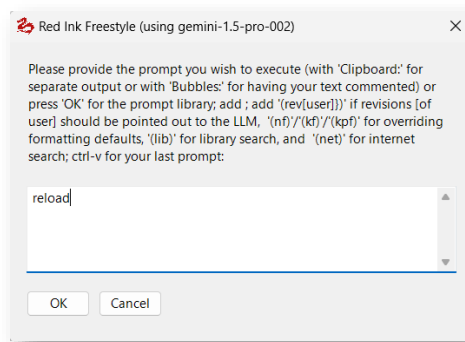 Red Ink Freestyle (using gemini-1.5-pro-002)
Please provide the prompt you wish to execute (with 'Clipboard:' for
separate output or with 'Bubbles:' for having your text commented) or
press 'OK' for the prompt library; add ; add '(rev[user]})' if revisions [of
user] should be pointed out to the LLM,  '(nf)'/'(kf)'/'(kpf)' for overriding
formatting defaults, '(lib)' for library search, and  '(net)' for internet
search; ctrl-v for your last prompt:
reload
OK Cancel